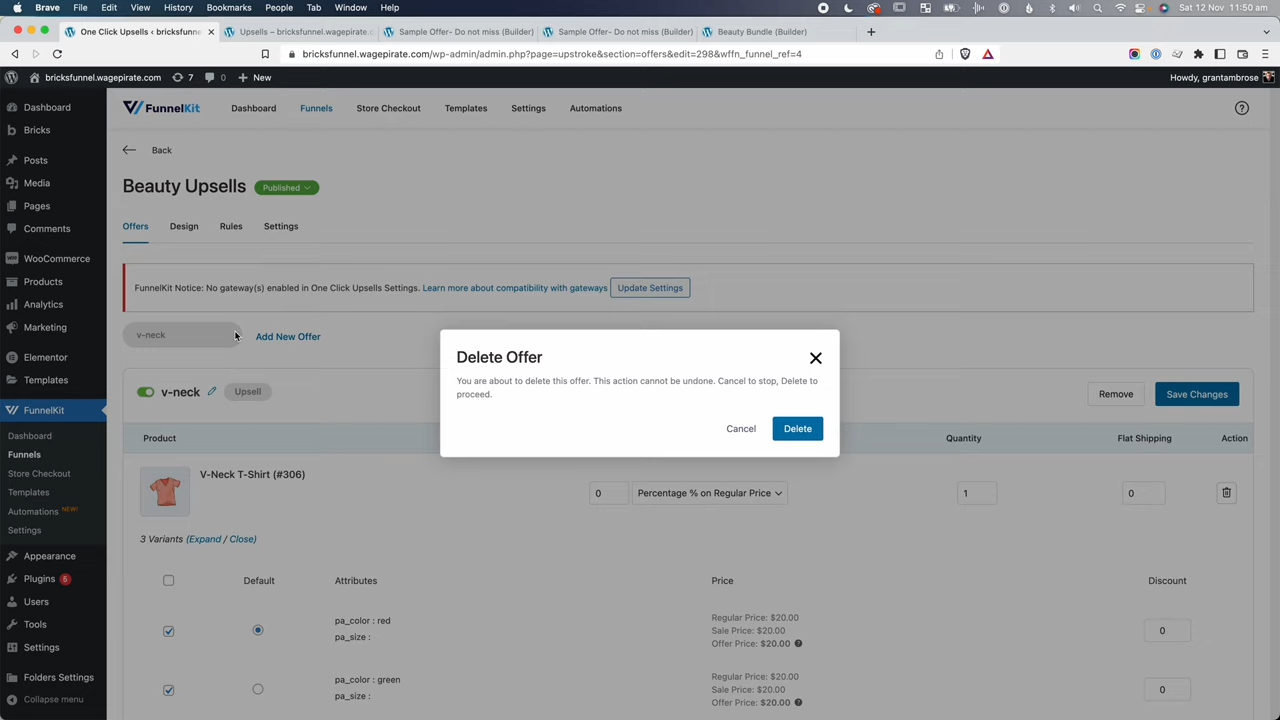 Brave File Edit View History Bookmarks People Tab Window Help
Wed 12 Oct 11:50 am
One Click Upsells ‹ bricksfunnel
Upsells – bricksfunnel.wagepirate.
Sample Offer- Do not miss (Builder)
Sample Offer- Do not miss (Builder)
Beauty Bundle (Builder)
bricksfunnel.wagepirate.com/wp-admin/admin.php?page=upstroke&section=offers&edit=298&wffn_funnel_ref=4
bricksfunnel.wagepirate.com 7 0 New
Howdy, grantambrose
Dashboard
Bricks
Posts
Media
Pages
Comments
WooCommerce
Products
Analytics
Marketing
Elementor
Templates
FunnelKit
Dashboard
Funnels
Store Checkout
Templates
Automations NEW!
Settings
Appearance
Plugins 6
Users
Tools
Settings
Folders Settings
Collapse menu
FunnelKit Dashboard Funnels Store Checkout Templates Settings Automations
Back
Beauty Upsells Published
Offers Design Rules Settings
FunnelKit Notice: No gateway(s) enabled in One Click Upsells Settings. Learn more about compatibility with gateways Update Settings
v-neck Add New Offer
Delete Offer
You are about to delete this offer. This action cannot be undone. Cancel to stop, Delete to
proceed.
Cancel Delete
v-neck Upsell Remove Save Changes
Product Quantity Flat Shipping Action
V-Neck T-Shirt (#306)
0 Percentage % on Regular Price 1 0
3 Variants (Expand / Close)
Default Attributes Price Discount
pa_color : red
pa_size :
Regular Price: $20.00
Sale Price: $20.00
Offer Price: $20.00
0
pa_color : green
pa_size :
Regular Price: $20.00
Sale Price: $20.00
Offer Price: $20.00
0